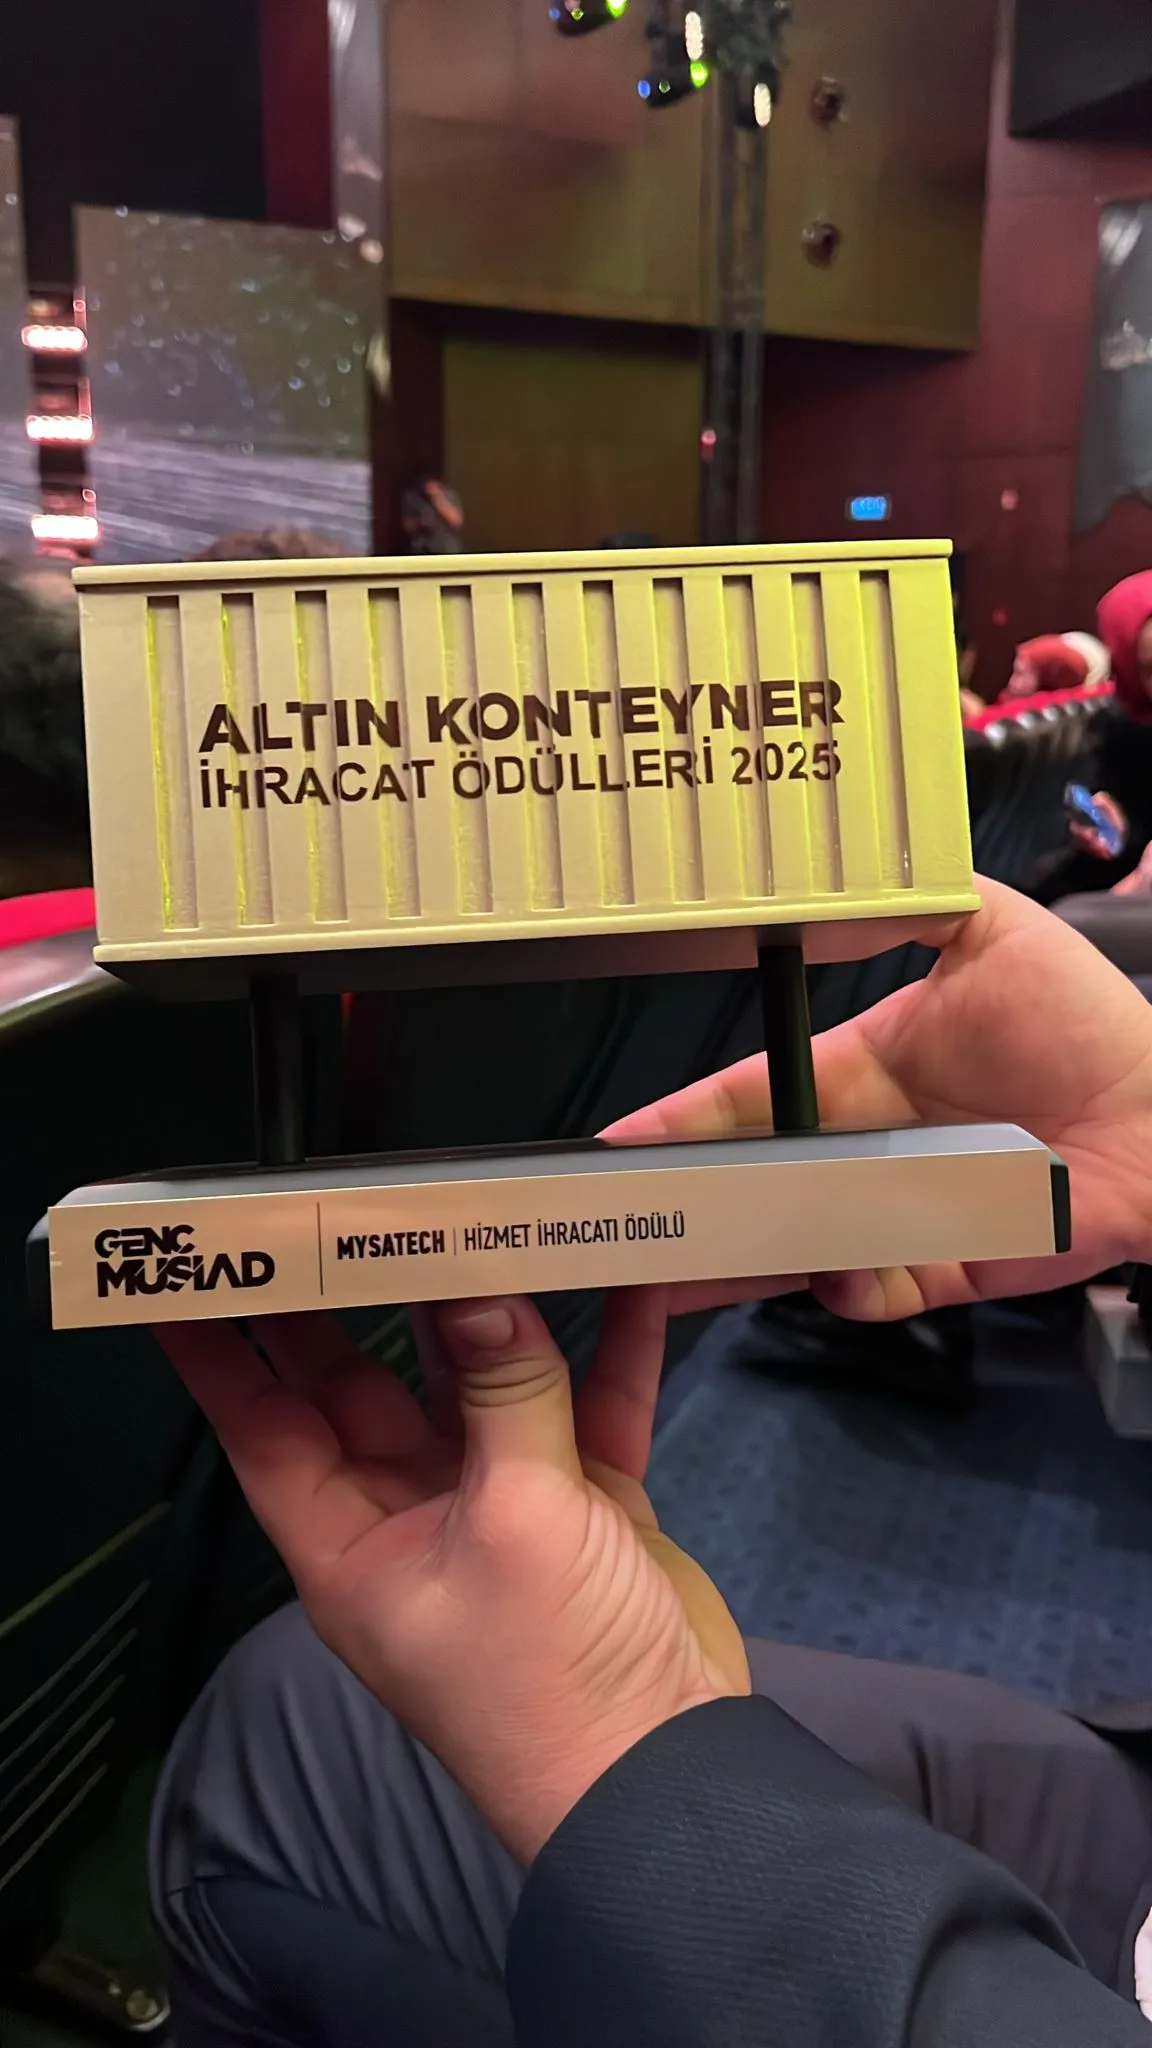 ALTIN KONTEYNER
İHRACAT ÖDÜLLERİ 2025
GENÇ
MÜSİAD
MYSATECH | HİZMET İHRACATI ÖDÜLÜ